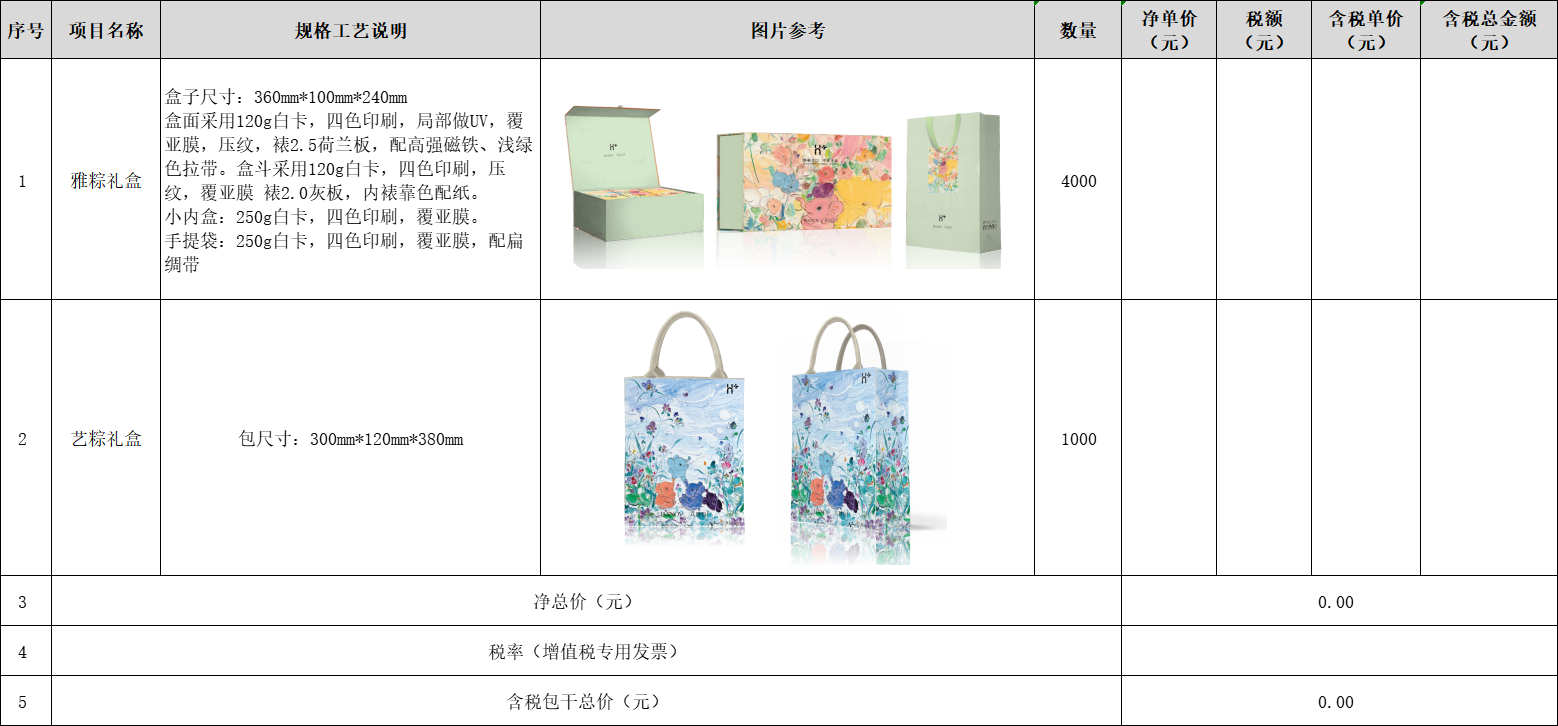 序号 项目名称 规格工艺说明 图片参考 数量 净单价（元） 税额（元） 含税单价（元） 含税总金额（元）
1 雅粽礼盒
盒子尺寸：360mm*100mm*240mm
盒面采用120g白卡，四色印刷，局部做UV，覆
亚膜，压纹，裱2.5荷兰板，配高强磁铁、浅绿
色拉带。盒斗采用120g白卡，四色印刷，压
纹，覆亚膜 裱2.0灰板，内裱靠色配纸。
小内盒：250g白卡，四色印刷，覆亚膜。
手提袋：250g白卡，四色印刷，覆亚膜，配扁
绸带
4000
2 艺粽礼盒 包尺寸：300mm*120mm*380mm 1000
3 净总价（元） 0.00
4 税率（增值税专用发票）
5 含税包干总价（元） 0.00